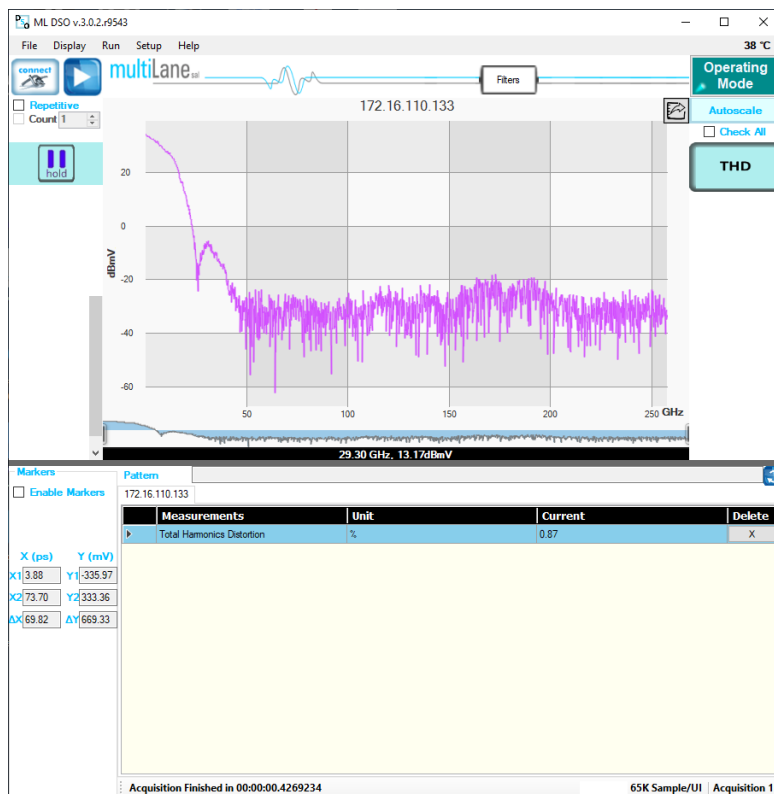 ML DSO v.3.0.2.r9543
File Display Run Setup Help 38 °C
connect
multiLane sal
Filters
Operating Mode
Repetitive
Count 1
172.16.110.133
Autoscale
Check All
hold
THD
20
0
-20
-40
-60
dBmV
50 100 150 200 250 GHz
29.30 GHz, 13.17dBmV
Markers
Enable Markers
X (ps) Y (mV)
X1 3.88 Y1 -335.97
X2 73.70 Y2 333.36
ΔX 69.82 ΔY 669.33
Pattern
172.16.110.133
Measurements Unit Current Delete
Total Harmonics Distortion % 0.87 X
Acquisition Finished in 00:00:00.4269234 65K Sample/UI Acquisition 1